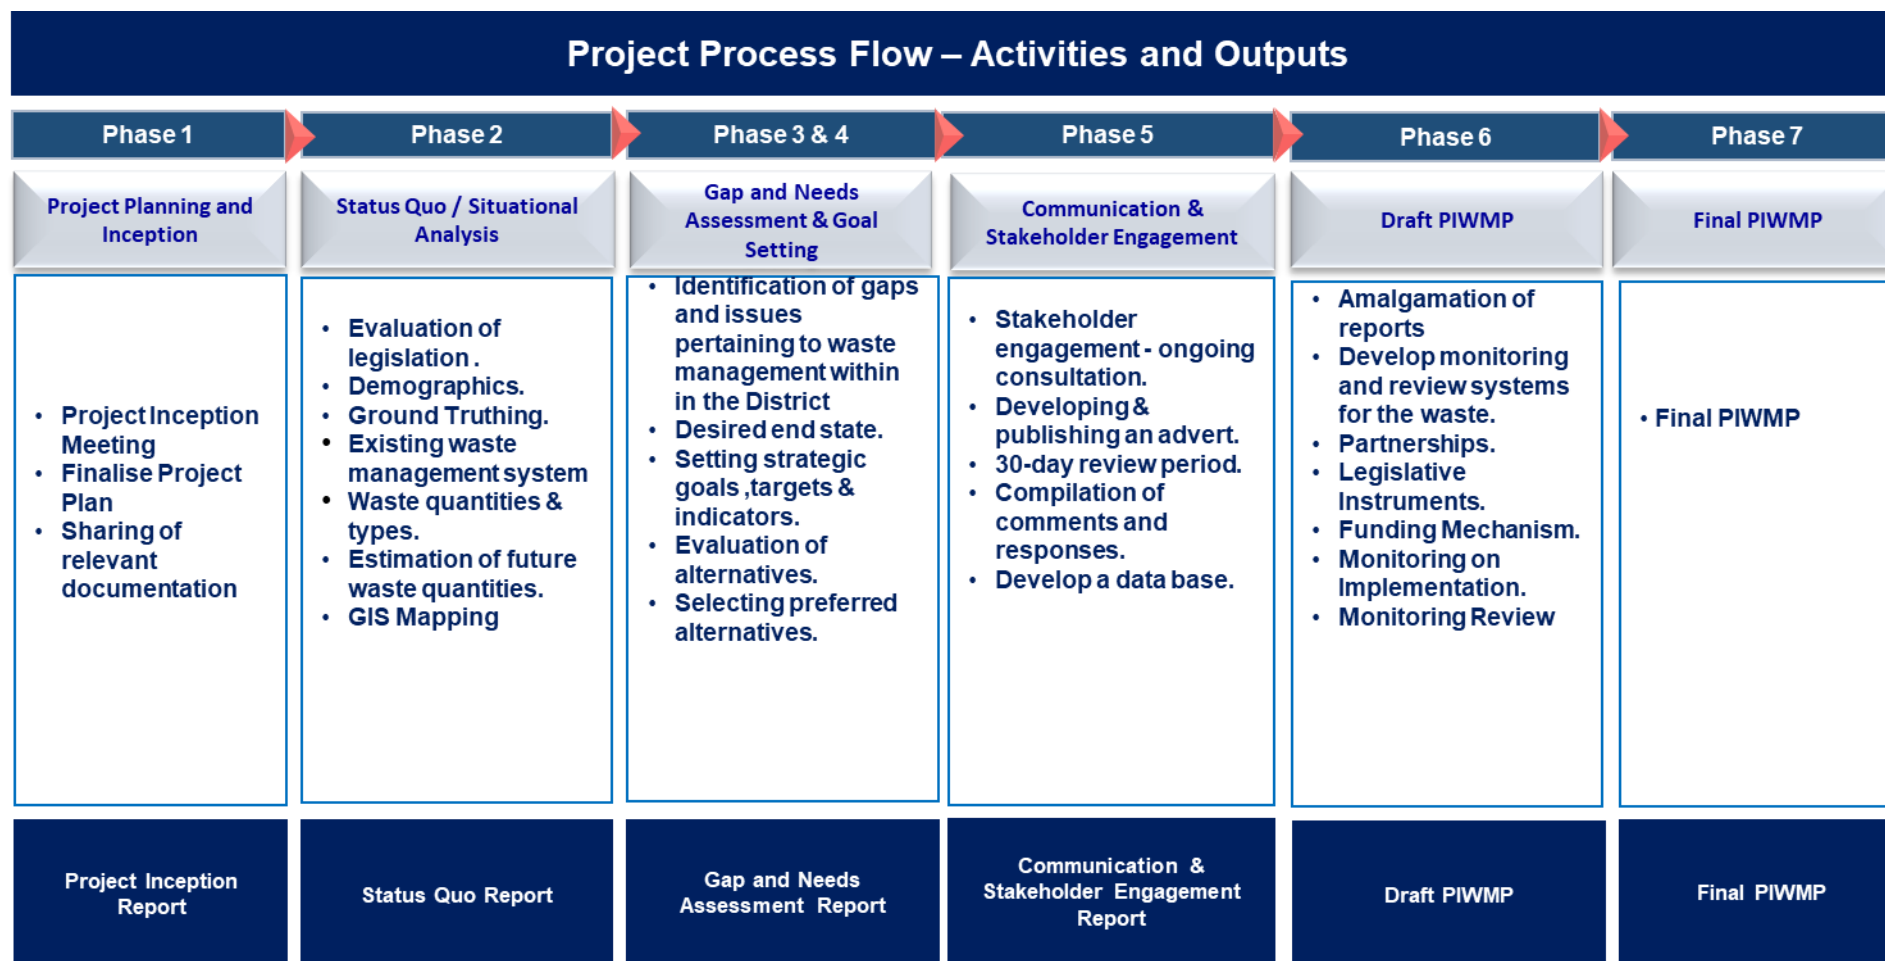 Project Process Flow – Activities and Outputs
Phase 1
Phase 2
Phase 3 & 4
Phase 5
Phase 6
Phase 7
Project Planning and
Inception
Status Quo / Situational
Analysis
Gap and Needs
Assessment & Goal
Setting
Communication &
Stakeholder Engagement
Draft PIWMP
Final PIWMP
• Project Inception
Meeting
• Finalise Project
Plan
• Sharing of
relevant
documentation
• Evaluation of
legislation .
• Demographics.
• Ground Truthing.
• Existing waste
management system
• Waste quantities &
types.
• Estimation of future
waste quantities.
• GIS Mapping
• Identification of gaps
and issues
pertaining to waste
management within
in the District
• Desired end state.
• Setting strategic
goals ,targets &
indicators.
• Evaluation of
alternatives.
• Selecting preferred
alternatives.
• Stakeholder
engagement - ongoing
consultation.
• Developing &
publishing an advert.
• 30-day review period.
• Compilation of
comments and
responses.
• Develop a data base.
• Amalgamation of
reports
• Develop monitoring
and review systems
for the waste.
• Partnerships.
• Legislative
Instruments.
• Funding Mechanism.
• Monitoring on
Implementation.
• Monitoring Review
• Final PIWMP
Project Inception
Report
Status Quo Report
Gap and Needs
Assessment Report
Communication &
Stakeholder Engagement
Report
Draft PIWMP
Final PIWMP